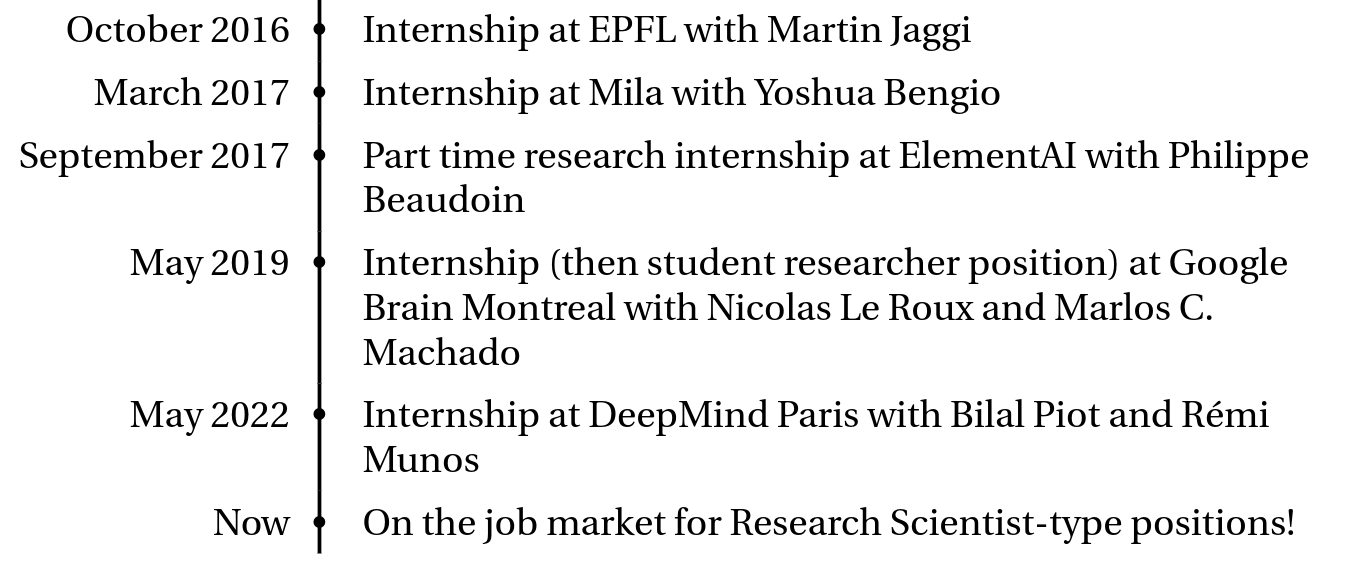 October 2016 Internship at EPFL with Martin Jaggi
March 2017 Internship at Mila with Yoshua Bengio
September 2017 Part time research internship at ElementAI with Philippe
Beaudoin
May 2019 Internship (then student researcher position) at Google
Brain Montreal with Nicolas Le Roux and Marlos C.
Machado
May 2022 Internship at DeepMind Paris with Bilal Piot and Rémi
Munos
Now On the job market for Research Scientist-type positions!